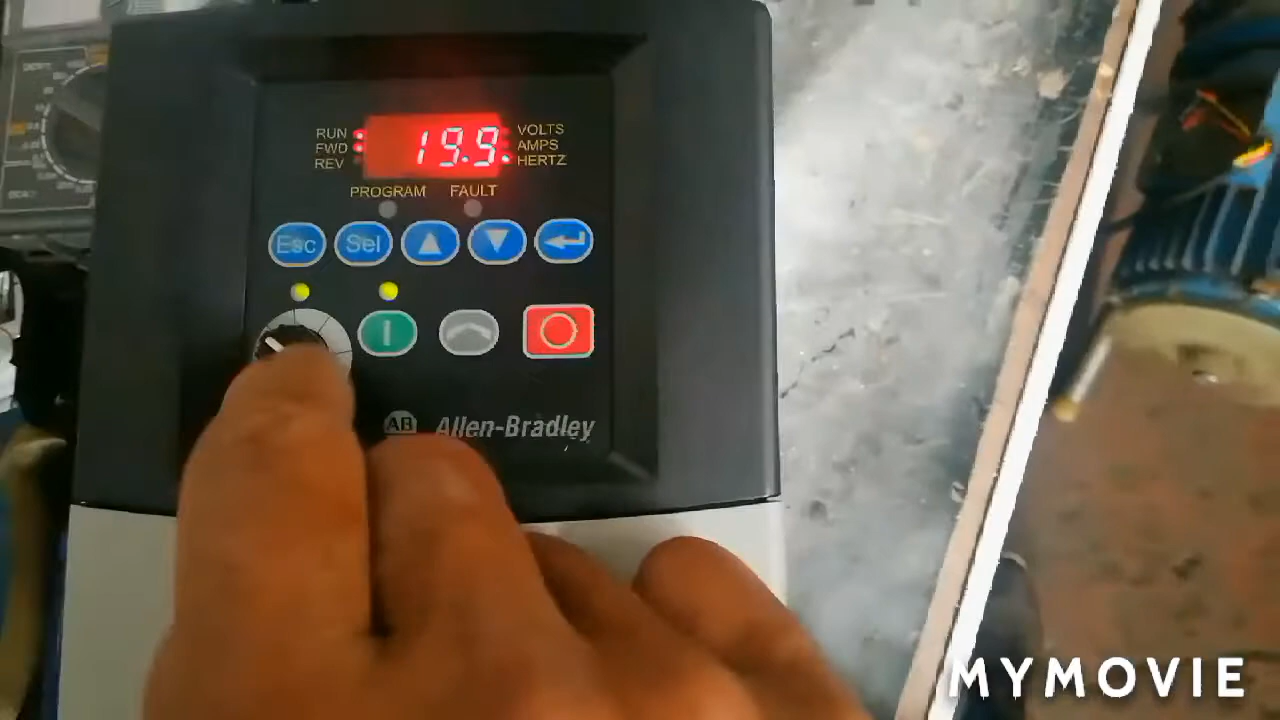 RUN
FWD
REV
19.9
VOLTS
AMPS
HERTZ
PROGRAM FAULT
Esc Sel
AB Allen-Bradley
MYMOVIE